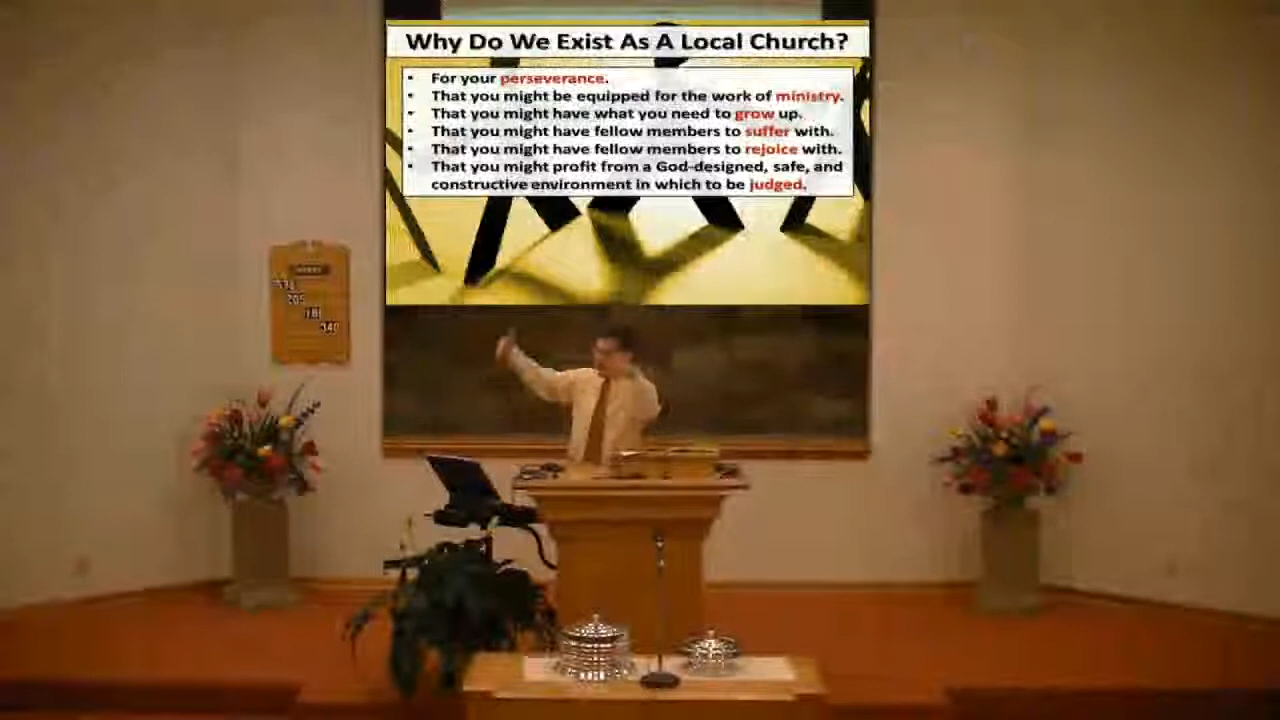 Why Do We Exist As A Local Church?
• For your perseverance.
• That you might be equipped for the work of ministry.
• That you might have what you need to grow up.
• That you might have fellow members to suffer with.
• That you might have fellow members to rejoice with.
• That you might profit from a God-designed, safe, and
constructive environment in which to be judged.
205
181
340